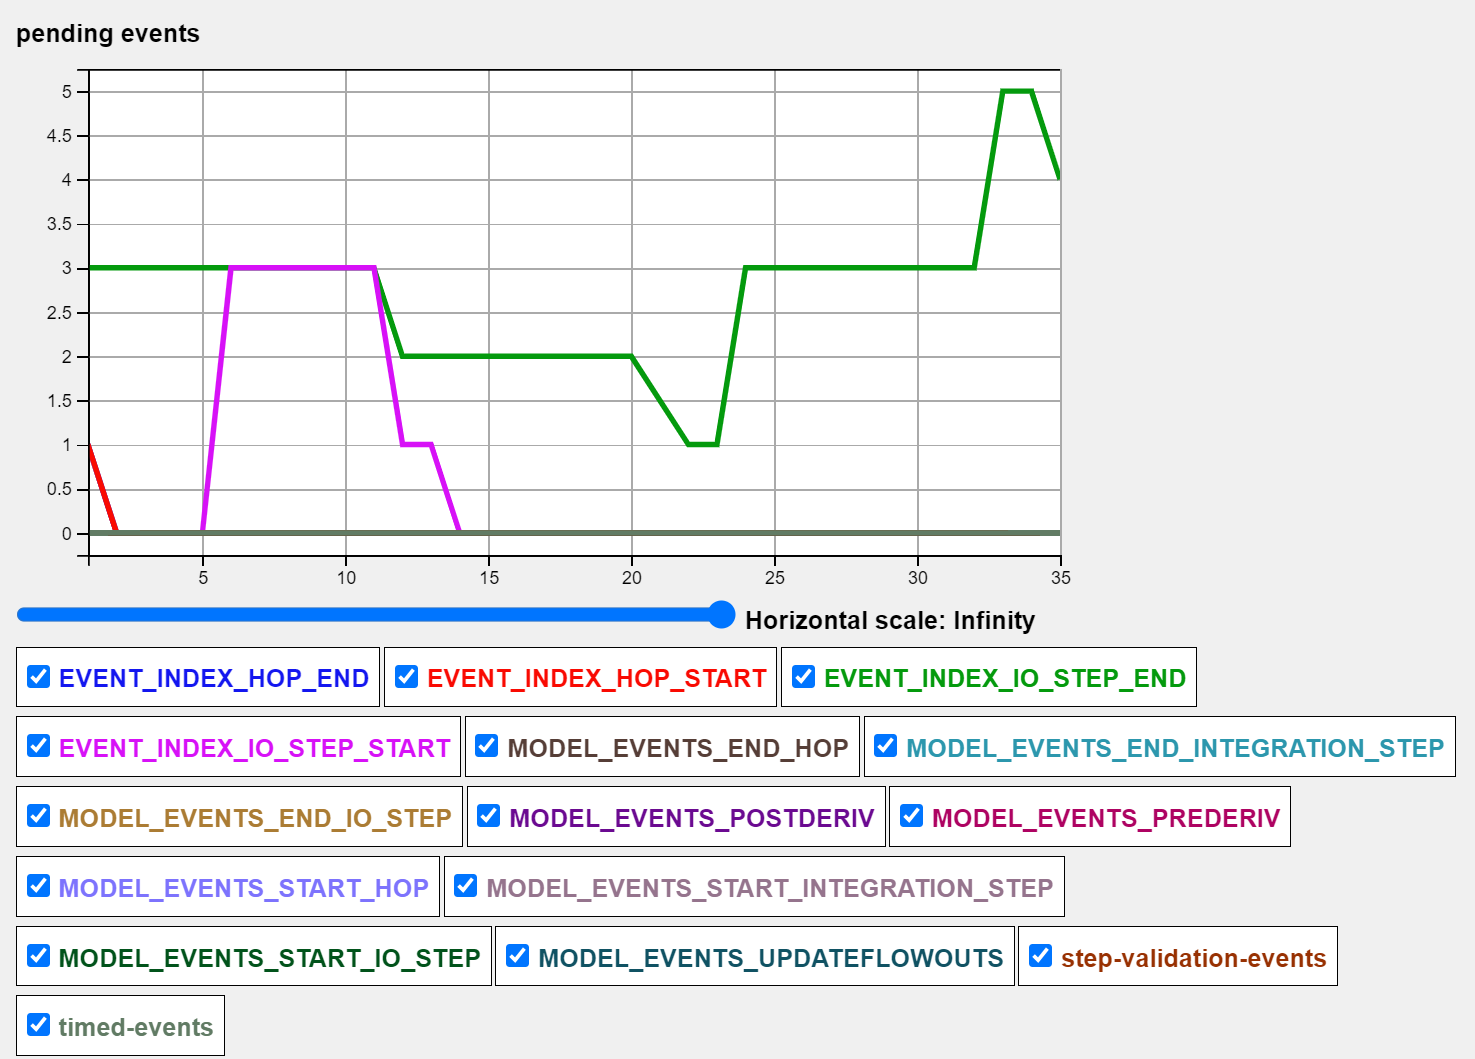 pending events
5
4.5
4
3.5
3
2.5
2
1.5
1
0.5
0
5 10 15 20 25 30 35
Horizontal scale: Infinity
EVENT_INDEX_HOP_END EVENT_INDEX_HOP_START EVENT_INDEX_IO_STEP_END
EVENT_INDEX_IO_STEP_START MODEL_EVENTS_END_HOP MODEL_EVENTS_END_INTEGRATION_STEP
MODEL_EVENTS_END_IO_STEP MODEL_EVENTS_POSTDERIV MODEL_EVENTS_PREDERIV
MODEL_EVENTS_START_HOP MODEL_EVENTS_START_INTEGRATION_STEP
MODEL_EVENTS_START_IO_STEP MODEL_EVENTS_UPDATEFLOWOUTS step-validation-events
timed-events